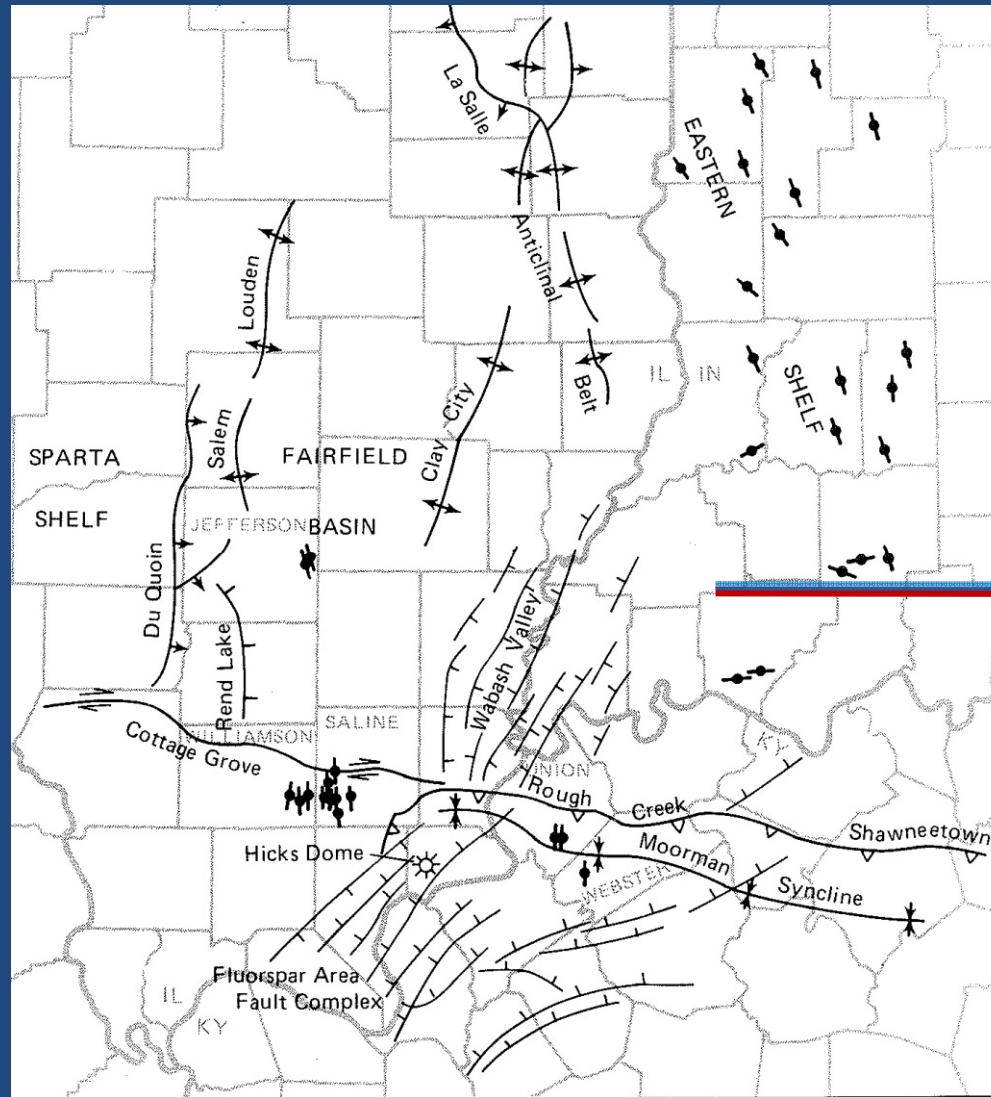 La Salle
EASTERN
Anticlinal
Louden
IL IN
SHELF
Belt
Clay City
Salem
SPARTA
FAIRFIELD
SHELF
JEFFERSON BASIN
Du Quoin
Wabash Valley
Rend Lake
SALINE
WILLIAMSON
KY
Cottage Grove
UNION
Rough
Creek
Shawneetown
Moorman
Hicks Dome
WEBSTER
Syncline
Fluorspar Area
Fault Complex
IL
KY